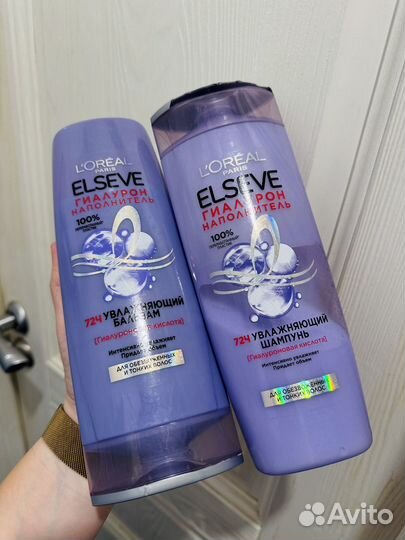 L'ORÉAL
PARIS
ELSEVE
ГИАЛУРОН
НАПОЛНИТЕЛЬ
100%
72Ч УВЛАЖНЯЮЩИЙ
БАЛЬЗАМ
[Гиалуроновая кислота]
Интенсивно увлажняет
Придает объем
ДЛЯ ОБЕЗВОЖЕННЫХ
И ТОНКИХ ВОЛОС
L'ORÉAL
PARIS
ELSEVE
ГИАЛУРОН
НАПОЛНИТЕЛЬ
100%
72Ч УВЛАЖНЯЮЩИЙ
ШАМПУНЬ
[Гиалуроновая кислота]
Интенсивно увлажняет
Придает объем
ДЛЯ ОБЕЗВОЖЕННЫХ
И ТОНКИХ ВОЛОС
Avito